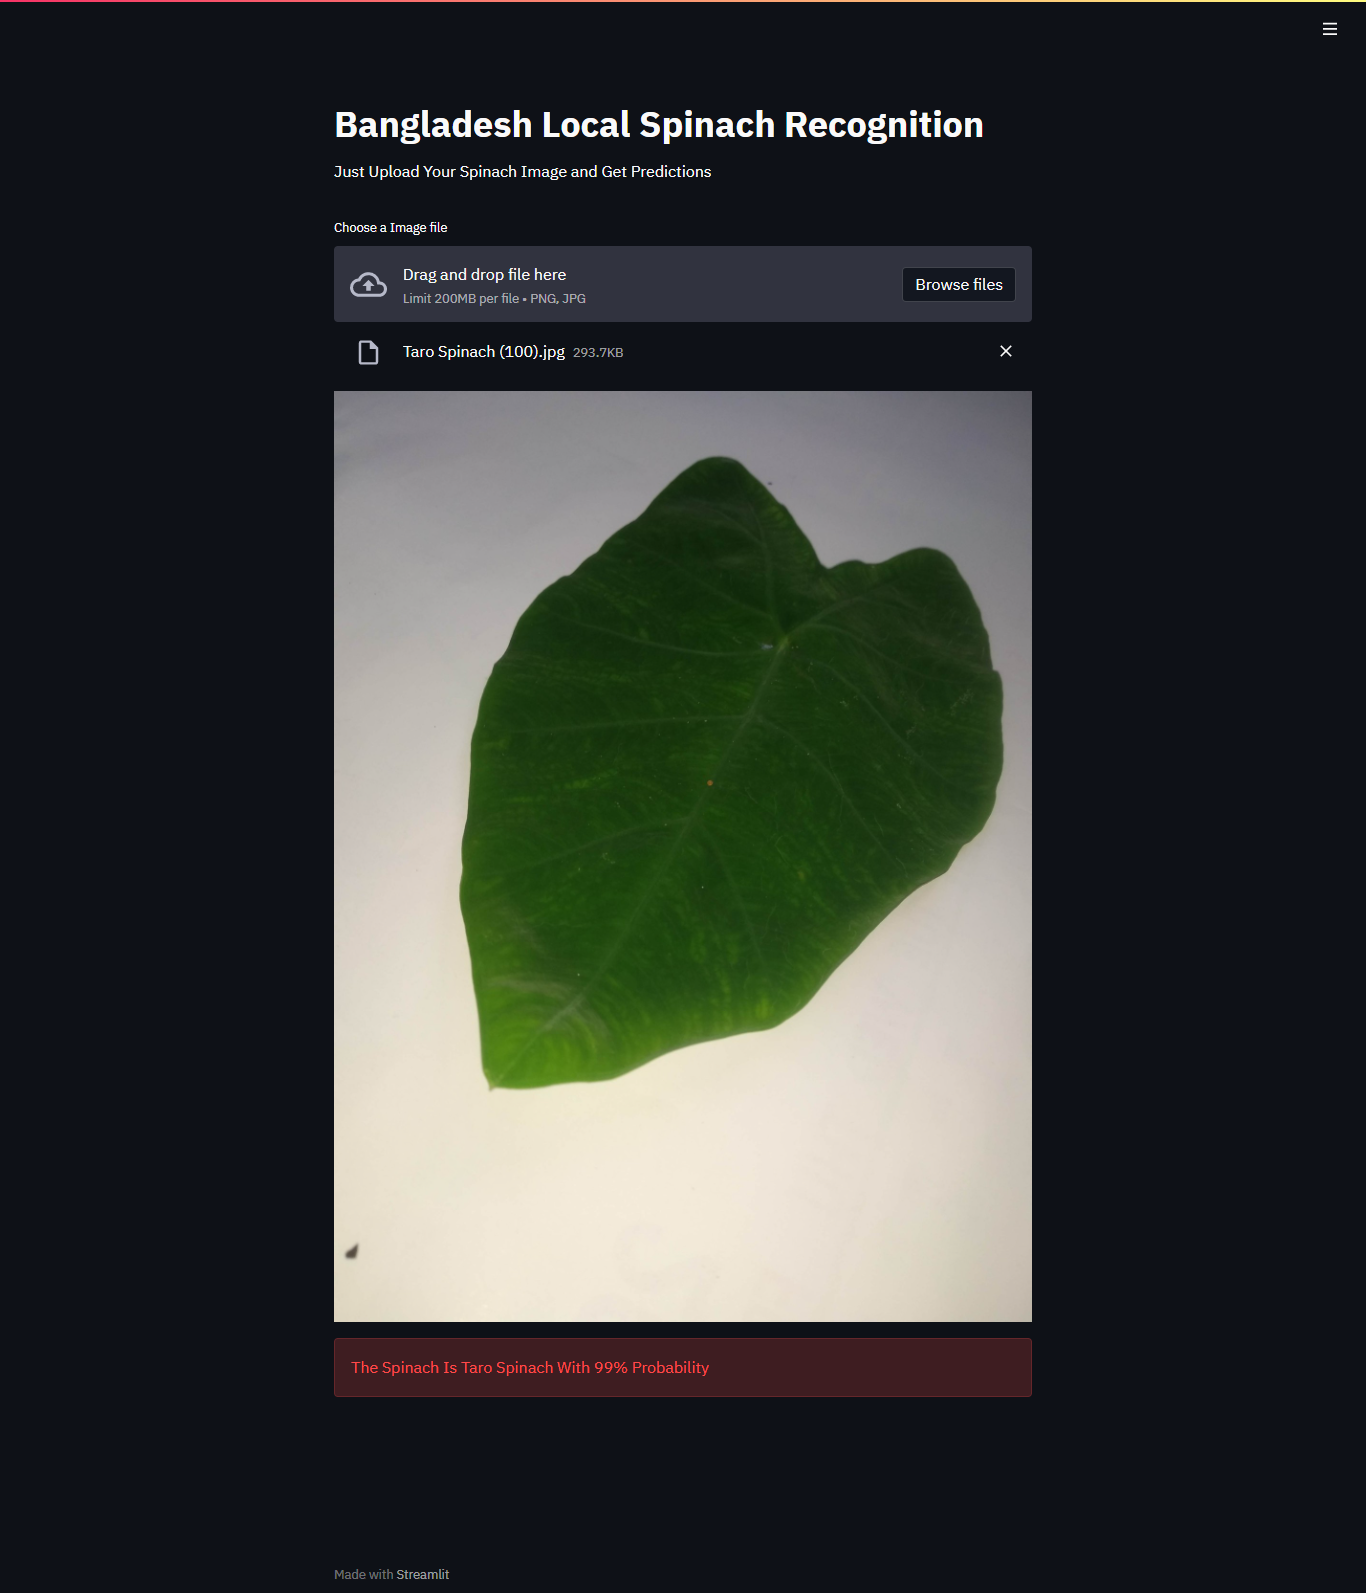 Bangladesh Local Spinach Recognition
Just Upload Your Spinach Image and Get Predictions
Choose a Image file
Drag and drop file here
Limit 200MB per file • PNG, JPG
Browse files
Taro Spinach (100).jpg 293.7KB
The Spinach Is Taro Spinach With 99% Probability
Made with Streamlit